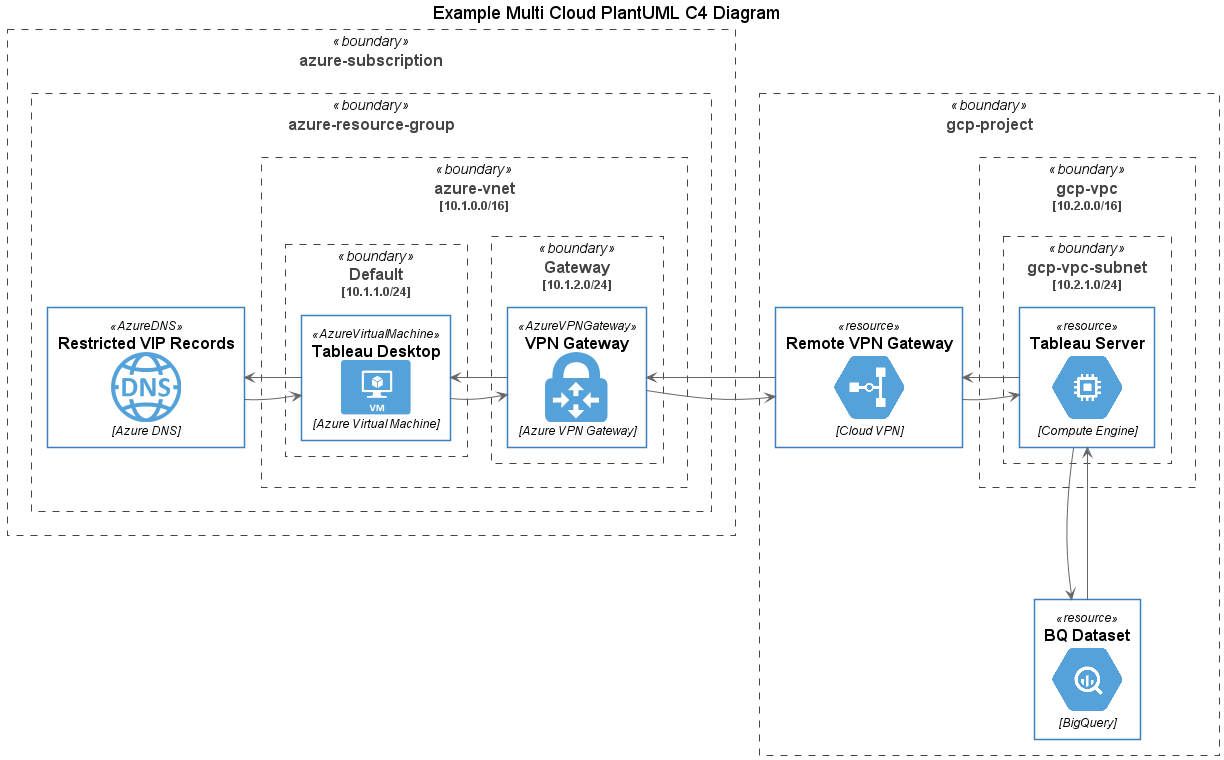 Example Multi Cloud PlantUML C4 Diagram
«boundary»
azure-subscription
«boundary»
azure-resource-group
«boundary»
azure-vnet
[10.1.0.0/16]
«boundary»
Default
[10.1.1.0/24]
«boundary»
Gateway
[10.1.2.0/24]
«AzureDNS»
Restricted VIP Records
DNS
[Azure DNS]
«AzureVirtualMachine»
Tableau Desktop
VM
[Azure Virtual Machine]
«AzureVPNGateway»
VPN Gateway
[Azure VPN Gateway]
«boundary»
gcp-project
«boundary»
gcp-vpc
[10.2.0.0/16]
«boundary»
gcp-vpc-subnet
[10.2.1.0/24]
«resource»
Remote VPN Gateway
[Cloud VPN]
«resource»
Tableau Server
[Compute Engine]
«resource»
BQ Dataset
[BigQuery]